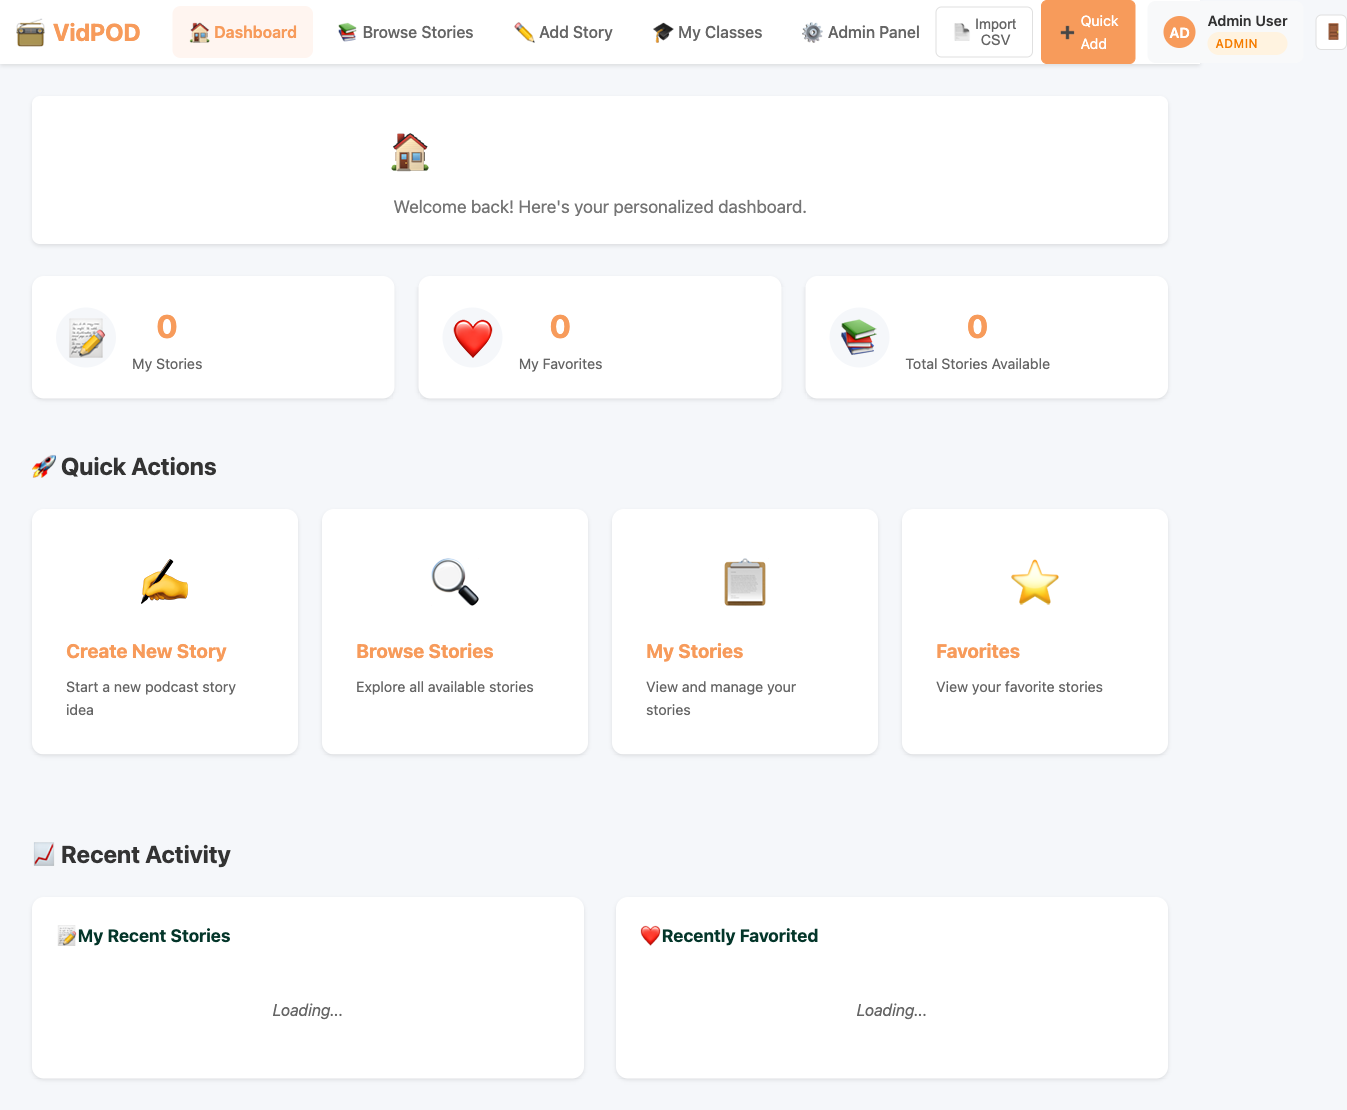 VidPOD
Dashboard
Browse Stories
Add Story
My Classes
Admin Panel
Import
CSV
Quick
Add
AD
Admin User
ADMIN
Welcome back! Here's your personalized dashboard.
0
My Stories
0
My Favorites
0
Total Stories Available
Quick Actions
Create New Story
Start a new podcast story
idea
Browse Stories
Explore all available stories
My Stories
View and manage your
stories
Favorites
View your favorite stories
Recent Activity
My Recent Stories
Loading...
Recently Favorited
Loading...